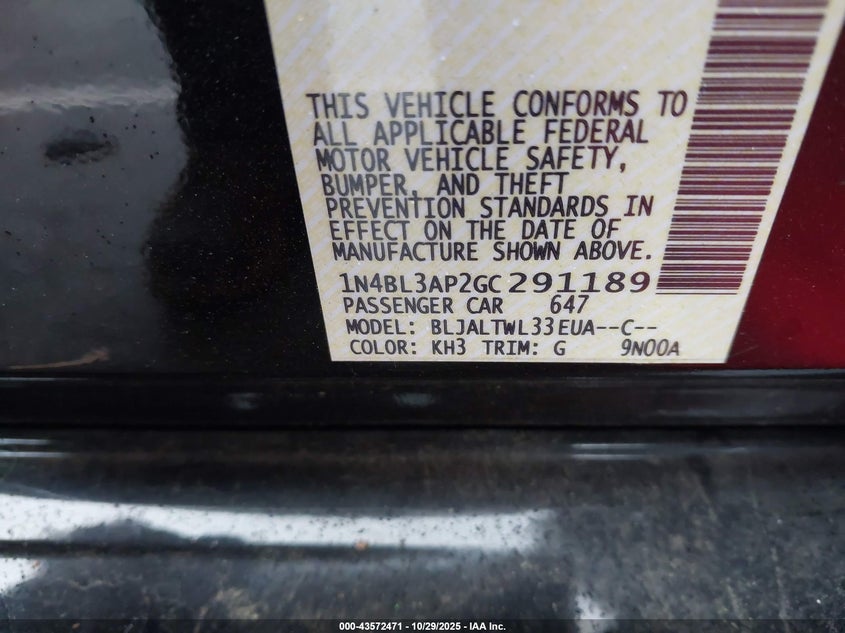 THIS VEHICLE CONFORMS TO
ALL APPLICABLE FEDERAL
MOTOR VEHICLE SAFETY,
BUMPER, AND THEFT
PREVENTION STANDARDS IN
EFFECT ON THE DATE OF
MANUFACTURE SHOWN ABOVE.
1N4BL3AP2GC291189
PASSENGER CAR 647
MODEL: BLJALTWL33EUA--C--
COLOR: KH3 TRIM: G 9N00A
000-43572471 | 10/29/2025 - IAA Inc.